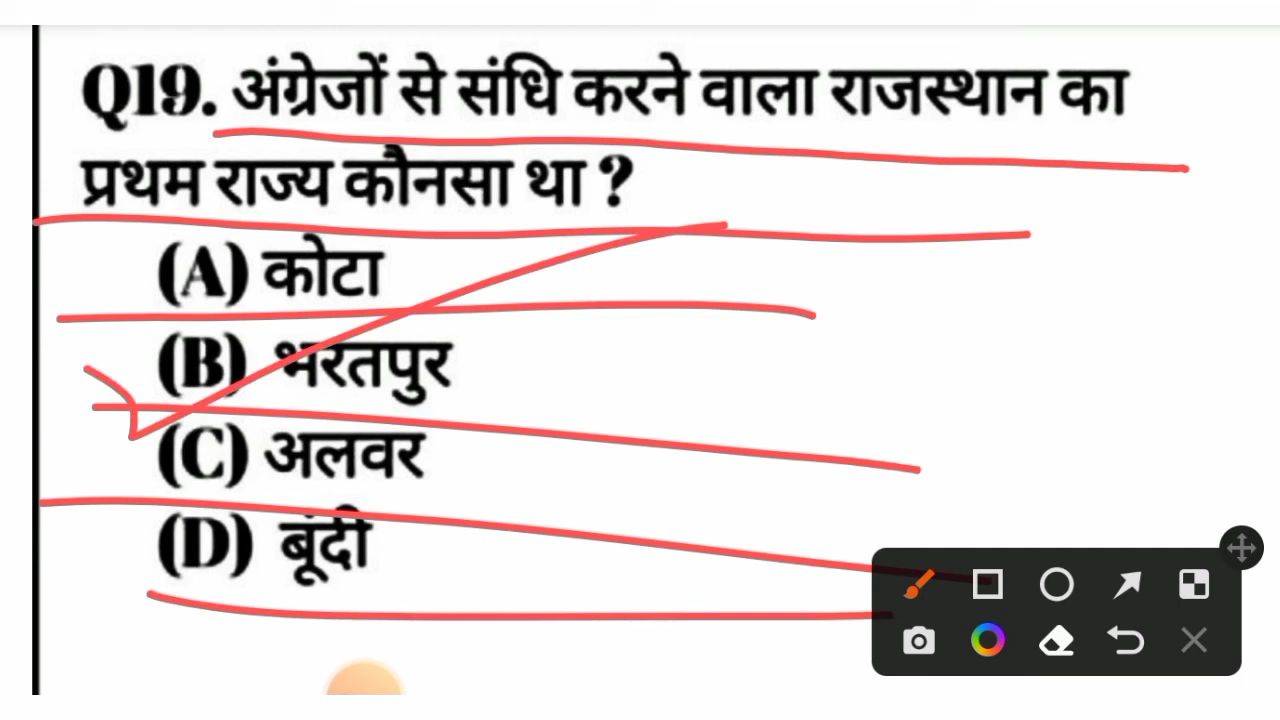 Q19. अंग्रेजों से संधि करने वाला राजस्थान का
प्रथम राज्य कौनसा था ?
(A) कोटा
(B) भरतपुर
(C) अलवर
(D) बूंदी